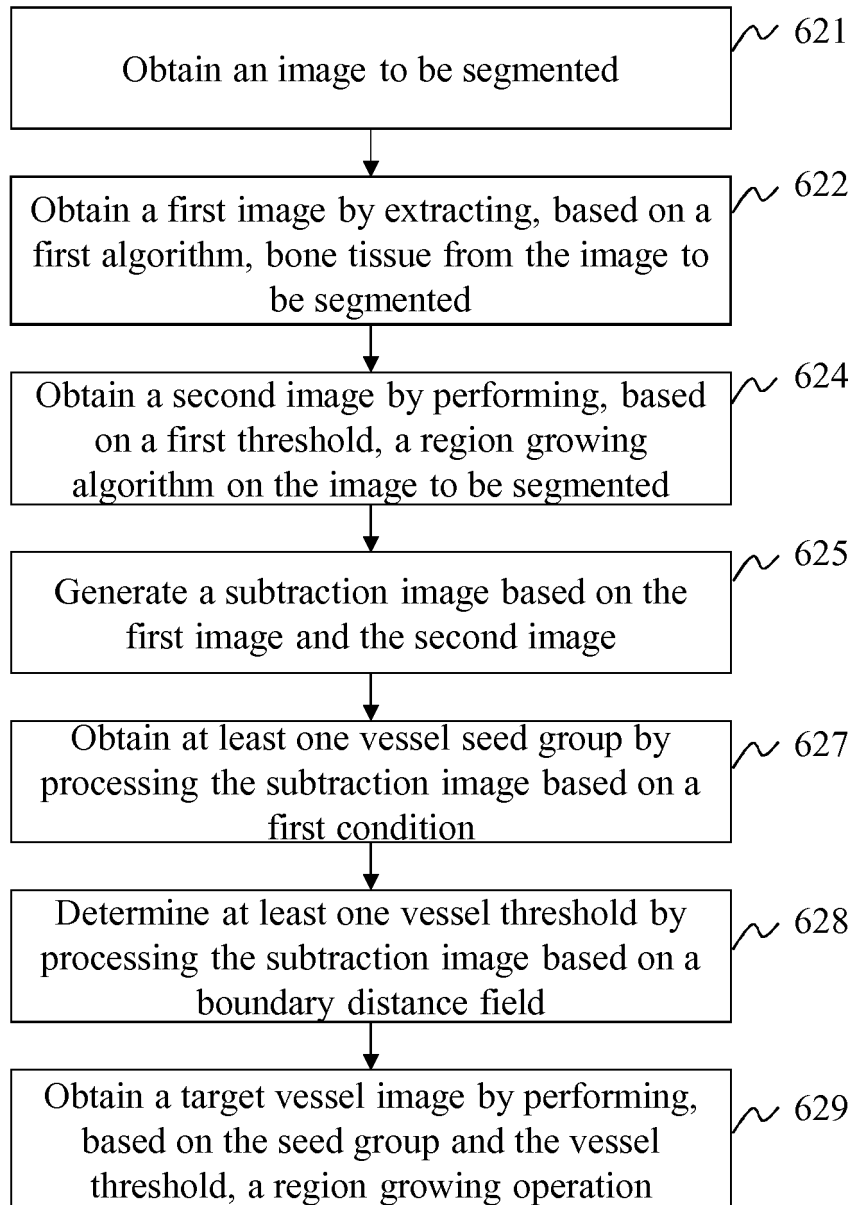 621
Obtain an image to be segmented
622
Obtain a first image by extracting, based on a
first algorithm, bone tissue from the image to
be segmented
624
Obtain a second image by performing, based
on a first threshold, a region growing
algorithm on the image to be segmented
625
Generate a subtraction image based on the
first image and the second image
627
Obtain at least one vessel seed group by
processing the subtraction image based on a
first condition
628
Determine at least one vessel threshold by
processing the subtraction image based on a
boundary distance field
629
Obtain a target vessel image by performing,
based on the seed group and the vessel
threshold, a region growing operation